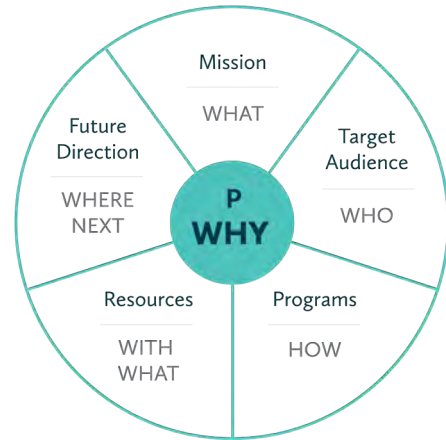 Mission
WHAT
Target
Audience
WHO
Programs
HOW
Resources
WITH
WHAT
Future
Direction
WHERE
NEXT
P
WHY